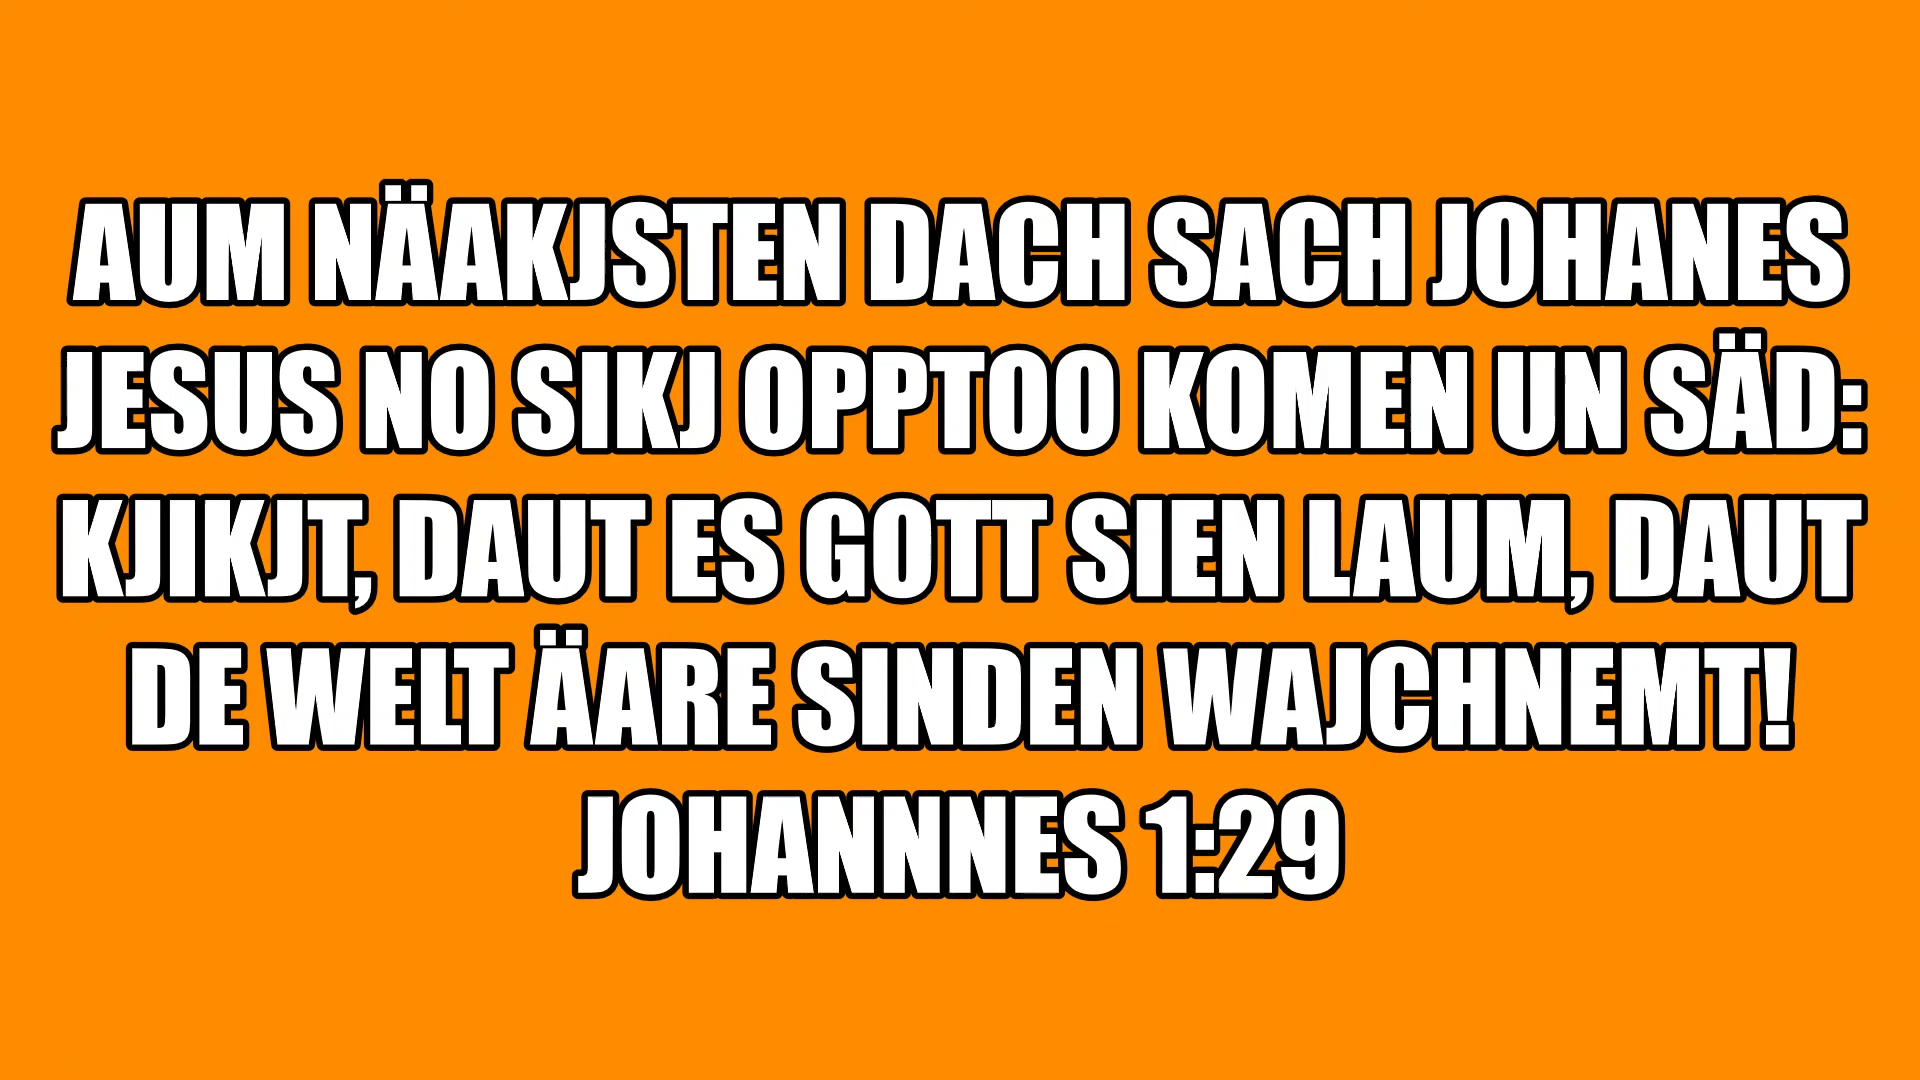 AUM NÄAKJSTEN DACH SACH JOHANES
JESUS NO SIKJ OPPTOO KOMEN UN SÄD:
KJIKJT, DAUT ES GOTT SIEN LAUM, DAUT
DE WELT ÄARE SINDEN WAJCHNEMT!
JOHANNNES 1:29